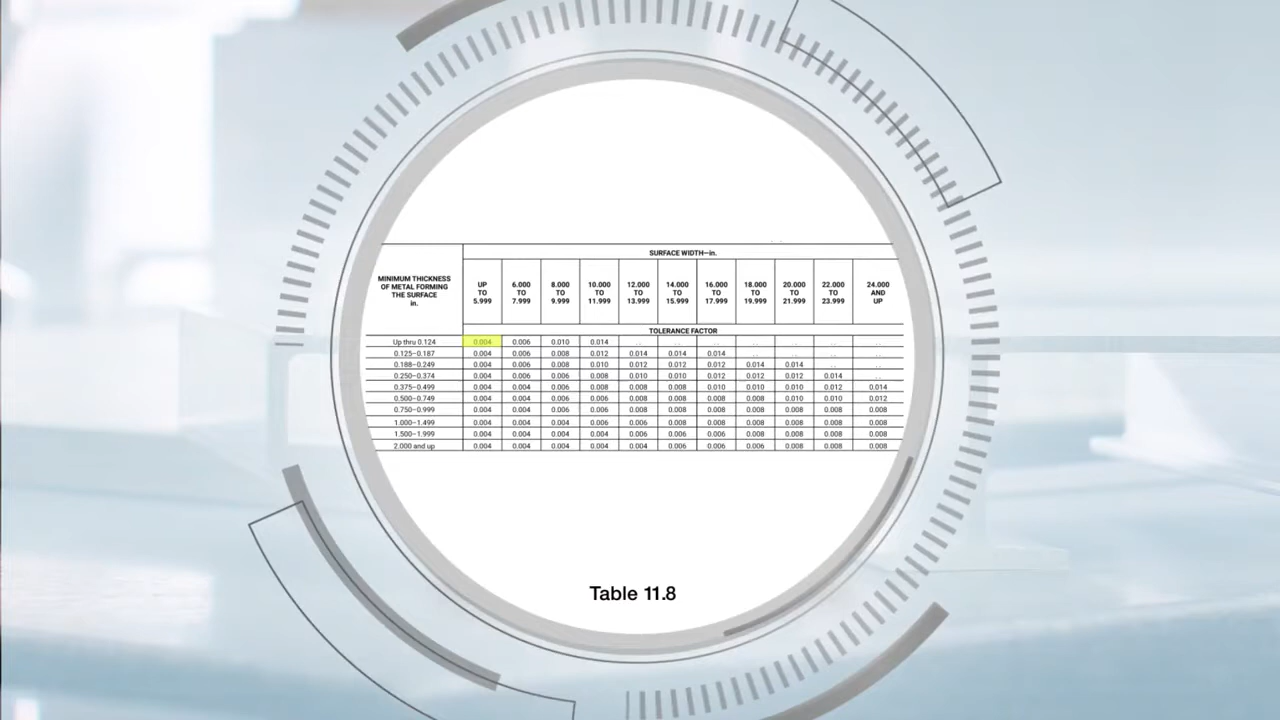 SURFACE WIDTH—in.
MINIMUM THICKNESS
OF METAL FORMING
THE SURFACE
in.
UP TO 5.999 6.000 TO 7.999 8.000 TO 9.999 10.000 TO 11.999 12.000 TO 13.999 14.000 TO 15.999 16.000 TO 17.999 18.000 TO 19.999 20.000 TO 21.999 22.000 TO 23.999 24.000 AND UP
TOLERANCE FACTOR
Up thru 0.124 0.004 0.006 0.010 0.014 . . . . . . . . . . . . . .
0.125–0.187 0.004 0.006 0.008 0.012 0.014 0.014 0.014 . . . . . . . .
0.188–0.249 0.004 0.006 0.008 0.010 0.012 0.012 0.012 0.014 0.014 . . . .
0.250–0.374 0.004 0.006 0.006 0.008 0.010 0.010 0.012 0.012 0.012 0.014 . .
0.375–0.499 0.004 0.004 0.006 0.008 0.008 0.008 0.010 0.010 0.010 0.012 0.014
0.500–0.749 0.004 0.004 0.006 0.006 0.008 0.008 0.008 0.008 0.010 0.010 0.012
0.750–0.999 0.004 0.004 0.006 0.006 0.008 0.008 0.008 0.008 0.008 0.008 0.008
1.000–1.499 0.004 0.004 0.004 0.006 0.006 0.008 0.008 0.008 0.008 0.008 0.008
1.500–1.999 0.004 0.004 0.004 0.004 0.006 0.006 0.006 0.008 0.008 0.008 0.008
2.000 and up 0.004 0.004 0.004 0.004 0.004 0.006 0.006 0.006 0.008 0.008 0.008
Table 11.8